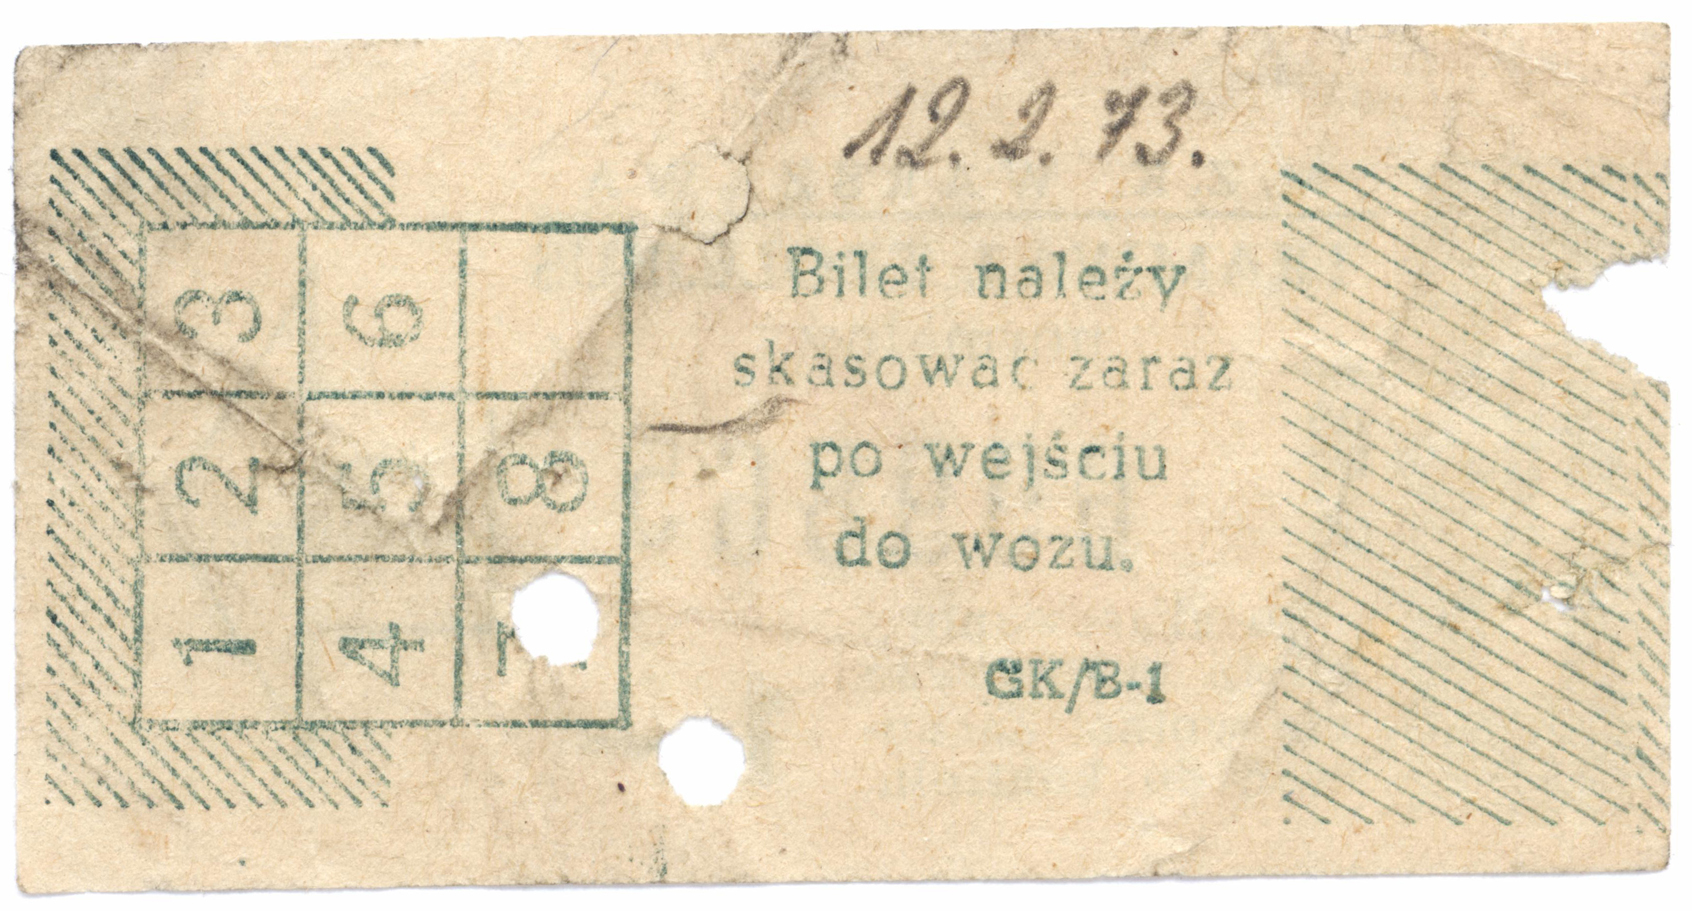 12. 2. 73.
3 6
2 5 8
1 4 7
Bilet należy
skasować zaraz
po wejściu
do wozu.
GK/B-1